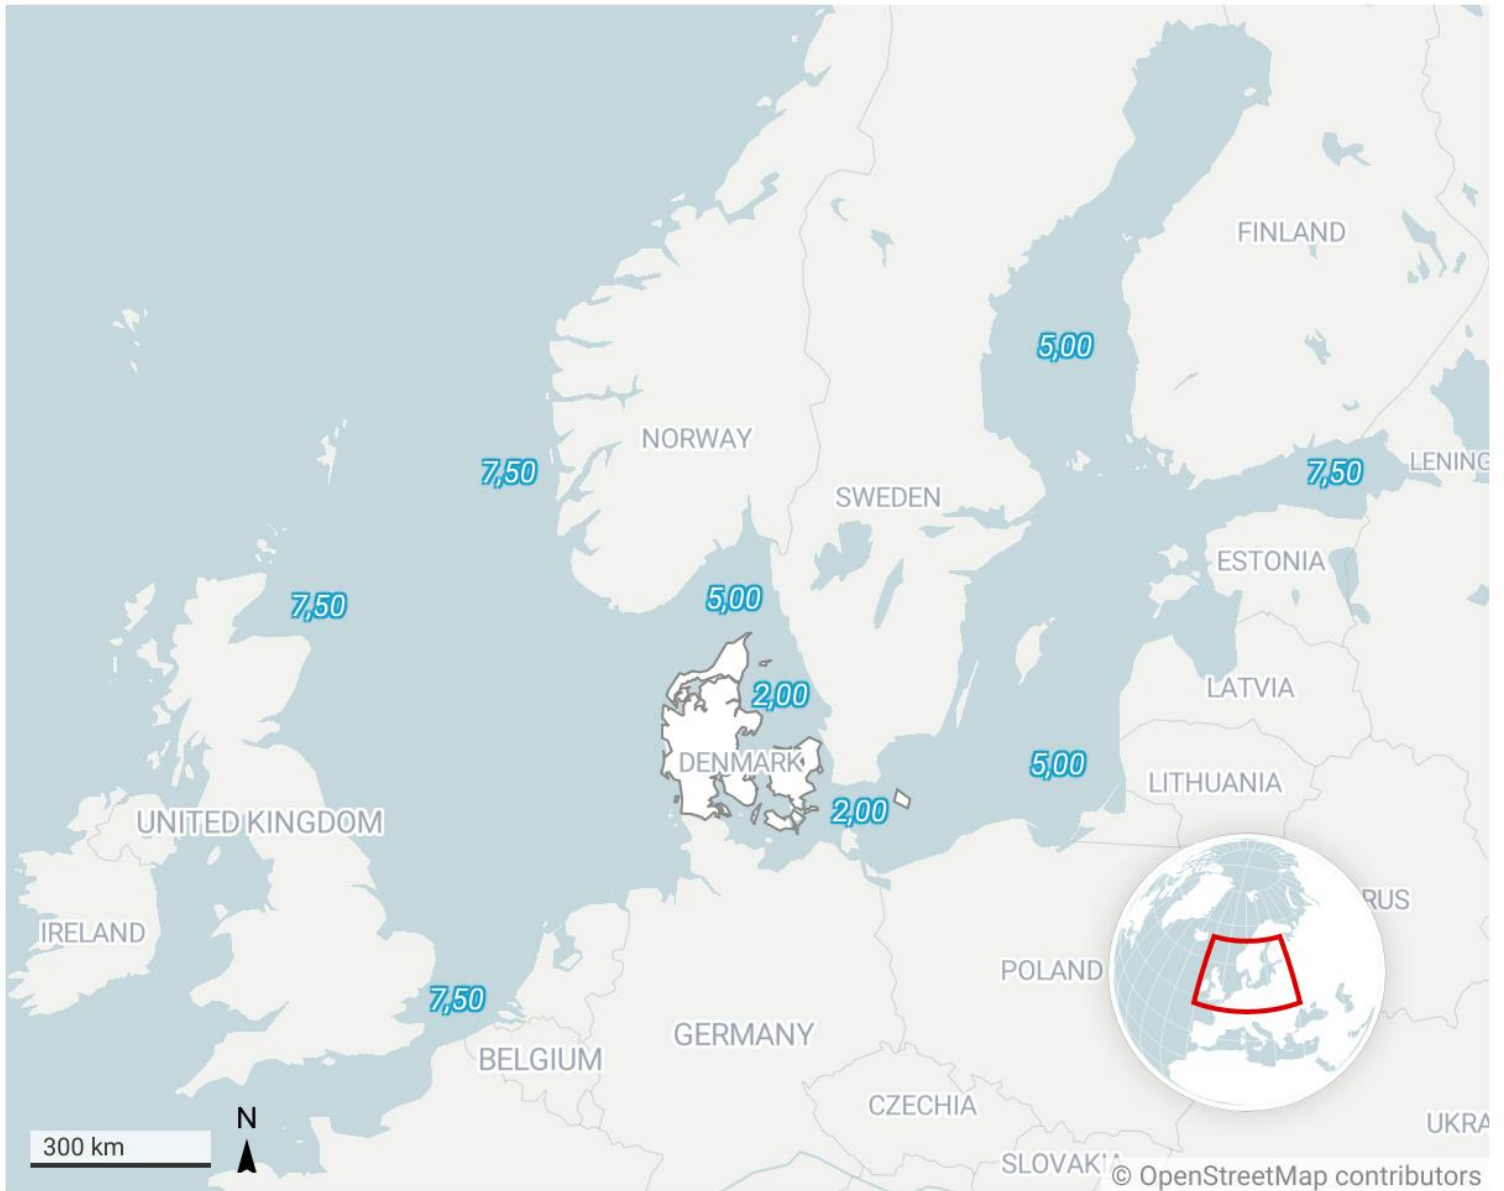 FINLAND
5,00
NORWAY
LENING
7,50
7,50
SWEDEN
ESTONIA
5,00
7,50
LATVIA
2,00
DENMARK
5,00
LITHUANIA
2,00
UNITED KINGDOM
RUS
IRELAND
POLAND
7,50
GERMANY
BELGIUM
CZECHIA
N
UKRA
300 km
SLOVAKIA
© OpenStreetMap contributors